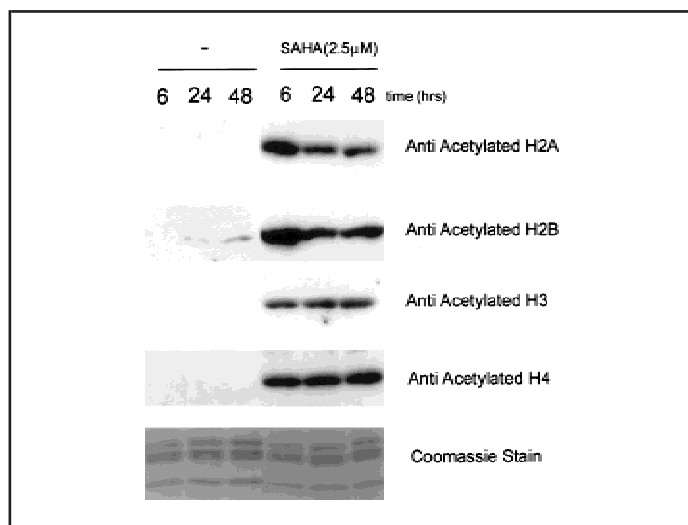 - SAHA(2.5µM)
6 24 48 6 24 48 time (hrs)
Anti Acetylated H2A
Anti Acetylated H2B
Anti Acetylated H3
Anti Acetylated H4
Coomassie Stain